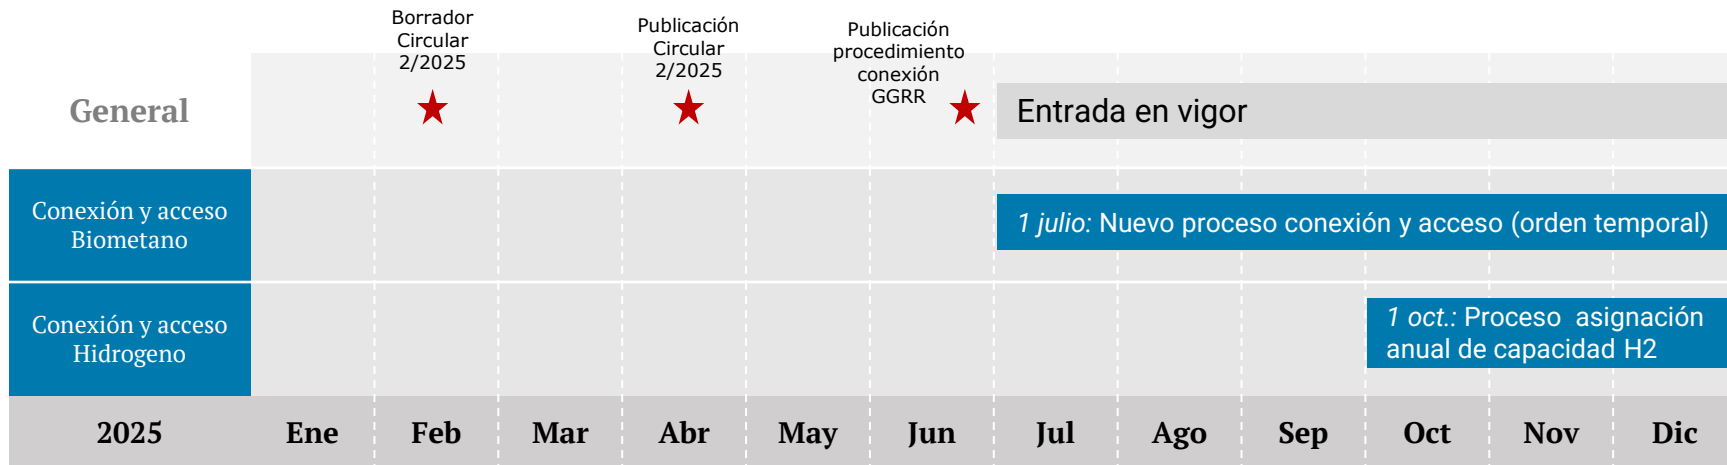 Borrador
Circular
2/2025
Publicación
Circular
2/2025
Publicación
procedimiento
conexión
GGRR
General
Entrada en vigor
Conexión y acceso
Biometano
1 julio: Nuevo proceso conexión y acceso (orden temporal)
Conexión y acceso
Hidrogeno
1 oct.: Proceso asignación
anual de capacidad H2
2025 Ene Feb Mar Abr May Jun Jul Ago Sep Oct Nov Dic